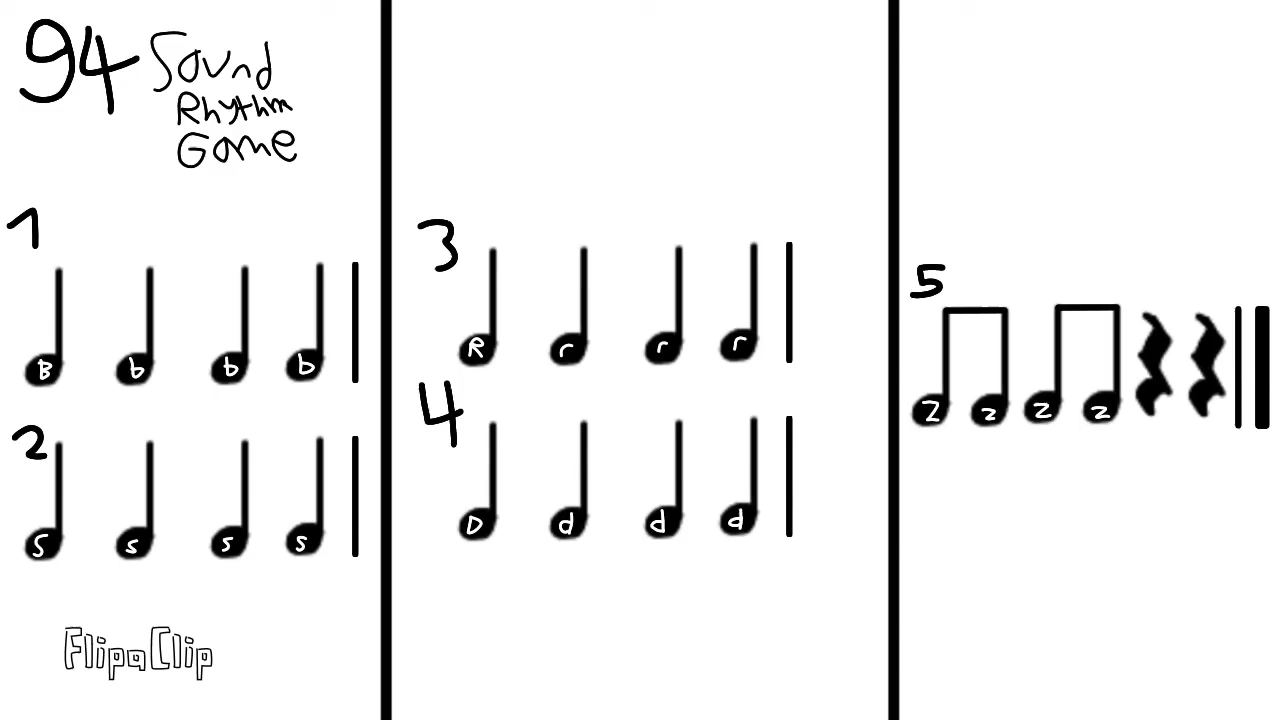 94 Sound
Rhythm
Game
1
B b b b
2
S s s s
3
R r r r
4
D d d d
5
Z z z z
FlipaClip